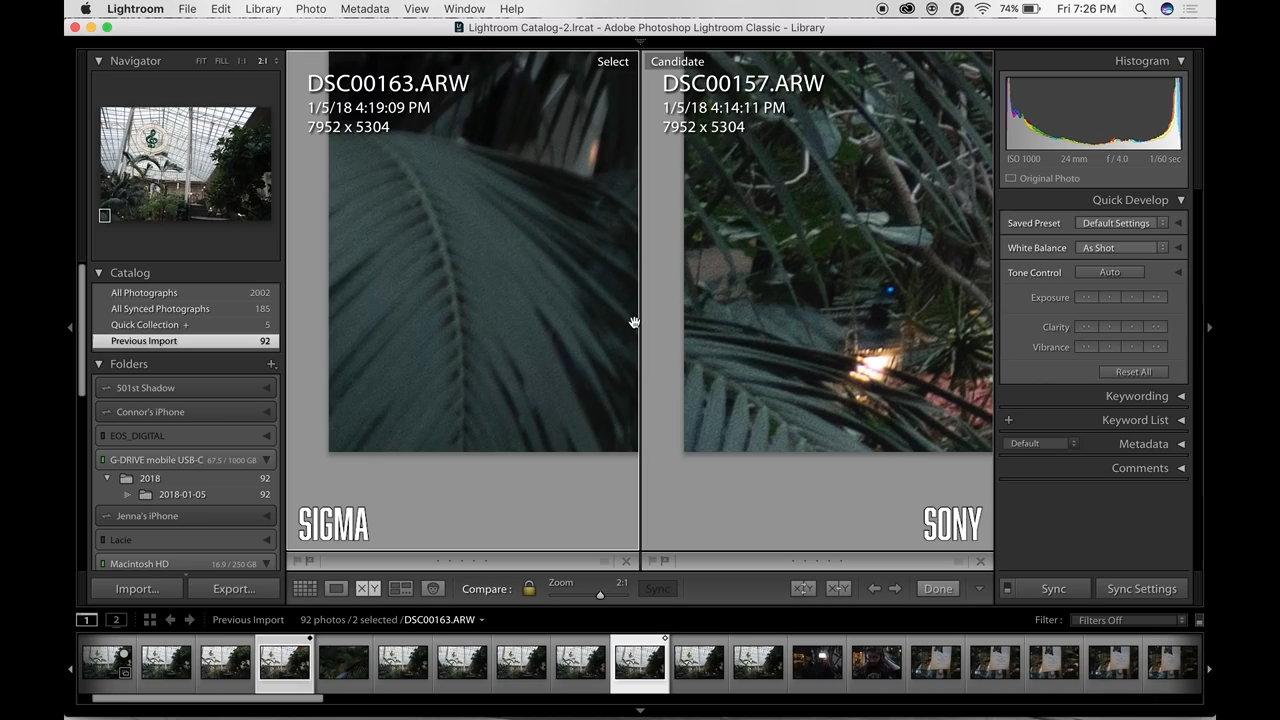 Lightroom File Edit Library Photo Metadata View Window Help 74% Fri 7:26 PM
Lightroom Catalog-2.lrcat - Adobe Photoshop Lightroom Classic - Library
Navigator FIT FILL 1:1 2:1
Catalog
All Photographs 2002
All Synced Photographs 185
Quick Collection + 5
Previous Import 92
Folders +
501st Shadow
Connor's iPhone
EOS_DIGITAL
G-DRIVE mobile USB-C 67.5 / 1000 GB
2018 92
2018-01-05 92
Jenna's iPhone
Lacie
Macintosh HD 16.9 / 250 GB
Import... Export...
Select
DSC00163.ARW
1/5/18 4:19:09 PM
7952 x 5304
SIGMA
Candidate
DSC00157.ARW
1/5/18 4:14:11 PM
7952 x 5304
SONY
Compare : Zoom 2:1 Sync
X Y
Done
Histogram
ISO 1000 24 mm f / 4.0 1/60 sec
Original Photo
Quick Develop
Saved Preset Default Settings
White Balance As Shot
Tone Control Auto
Exposure
Clarity
Vibrance
Reset All
Keywording
+ Keyword List
Default Metadata
Comments
Sync Sync Settings
1 2 Previous Import 92 photos / 2 selected / DSC00163.ARW Filter : Filters Off